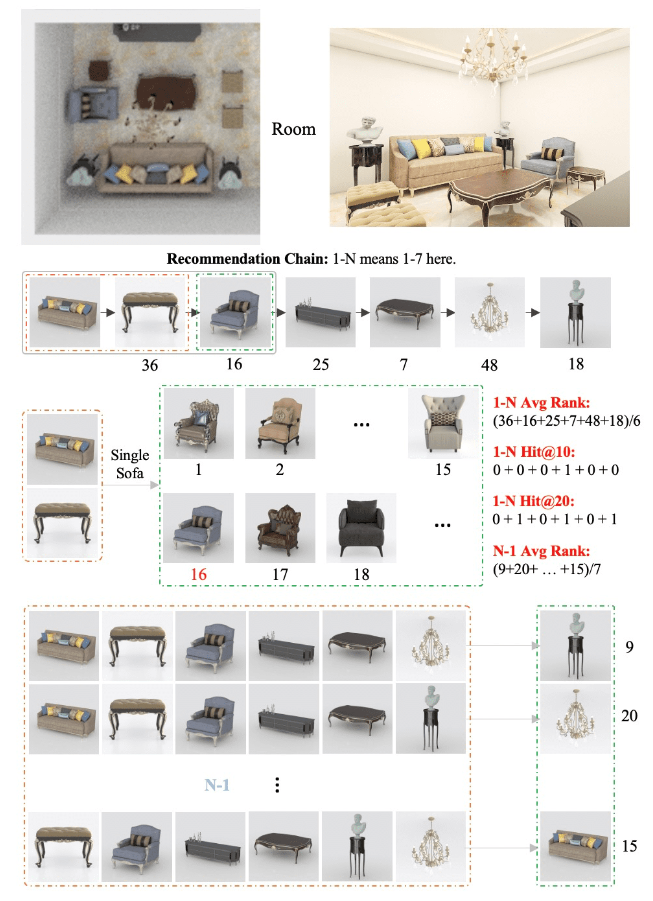 Room
Recommendation Chain: 1-N means 1-7 here.
36 16 25 7 48 18
Single
Sofa
1 2 ... 15
16 17 18 ...
1-N Avg Rank:
(36+16+25+7+48+18)/6
1-N Hit@10:
0 + 0 + 0 + 1 + 0 + 0
1-N Hit@20:
0 + 1 + 0 + 1 + 0 + 1
N-1 Avg Rank:
(9+20+ … +15)/7
9
20
N-1
15